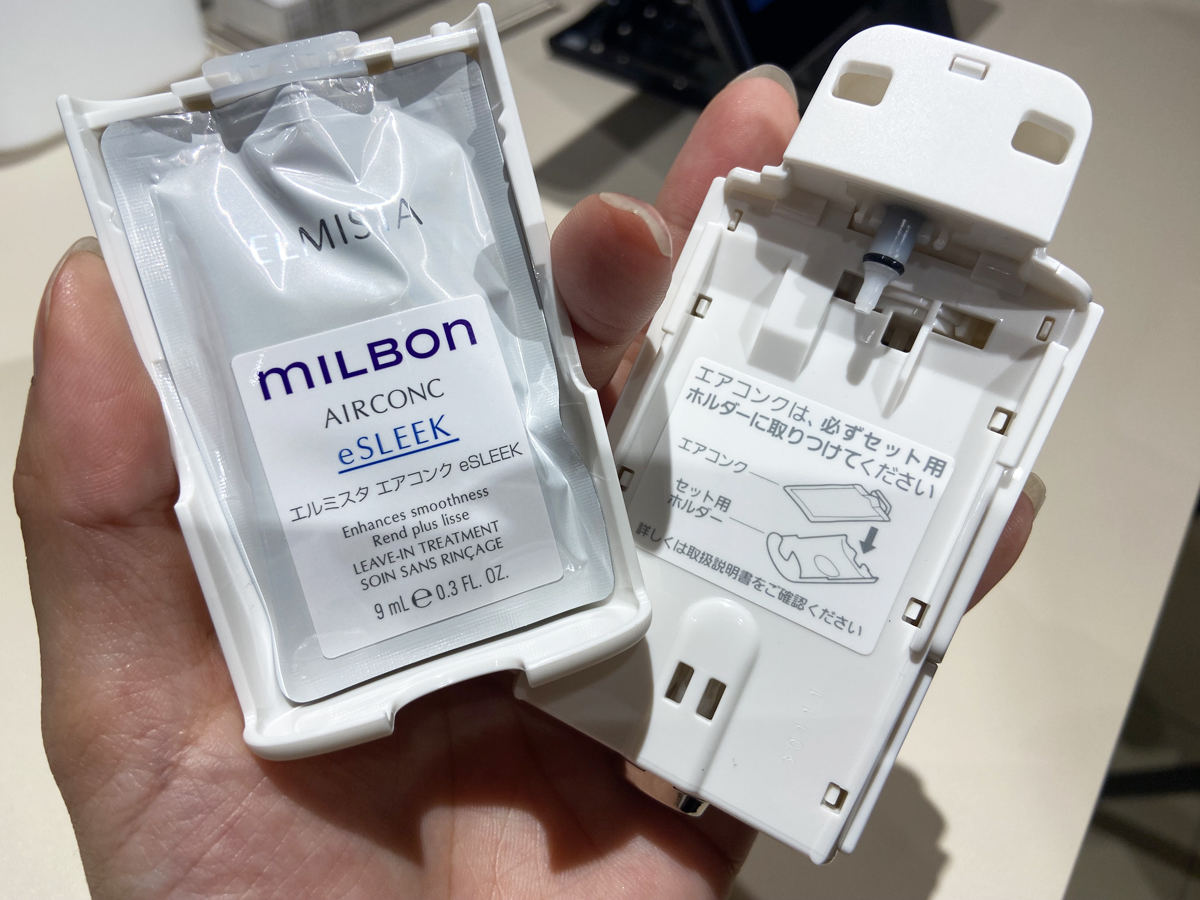 ELMISTA
MILBON
AIRCONC
eSLEEK
エルミスタ エアコンク eSLEEK
Enhances smoothness
Rend plus lisse
LEAVE-IN TREATMENT
SOIN SANS RINÇAGE
9 mL ℮ 0.3 FL. OZ.
エアコンクは、必ずセット用
ホルダーに取りつけてください
エアコンク
セット用
ホルダー
詳しくは取扱説明書をご確認ください